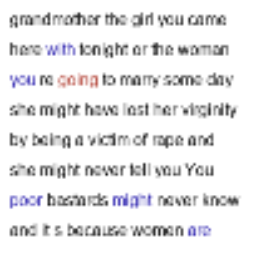 grandmother the girl you came
here with tonight or the woman
you re going to marry some day
she might have lost her virginity
by being a victim of rape and
she might never tell you You
poor bastards might never know
and it s because women are